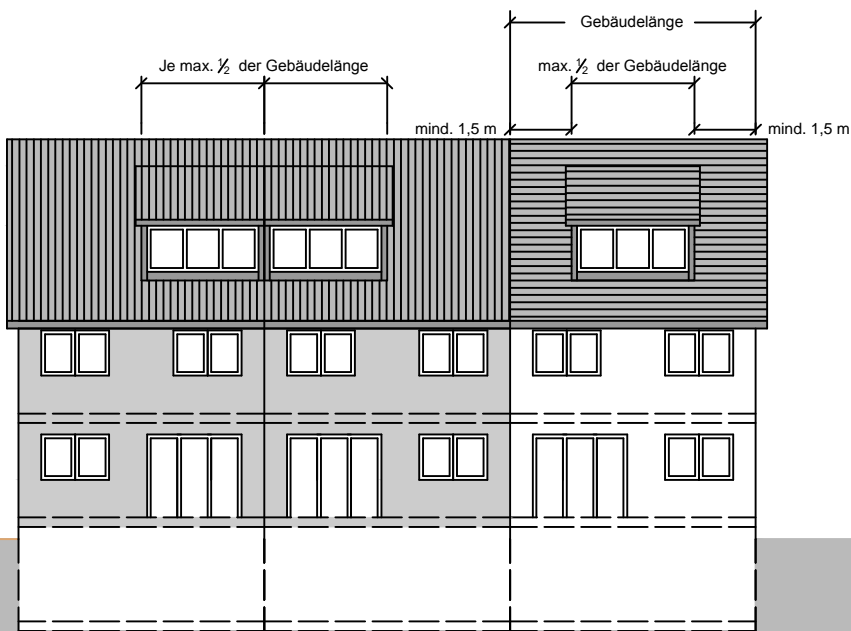 Gebäudelänge
Je max. ½ der Gebäudelänge
max. ½ der Gebäudelänge
mind. 1,5 m
mind. 1,5 m